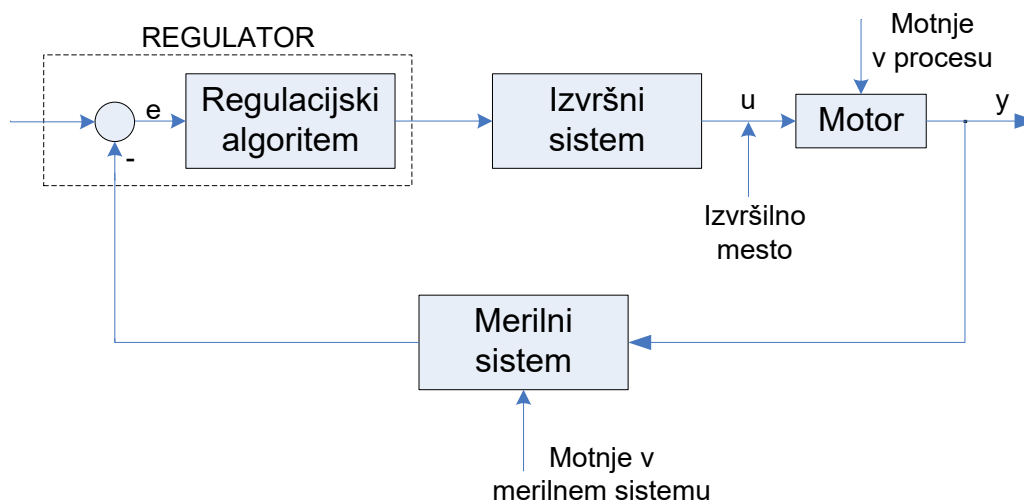 REGULATOR
Motnje
v procesu
e
Regulacijski
algoritem
Izvršni
sistem
u
Motor
y
-
Izvršilno
mesto
Merilni
sistem
Motnje v
merilnem sistemu